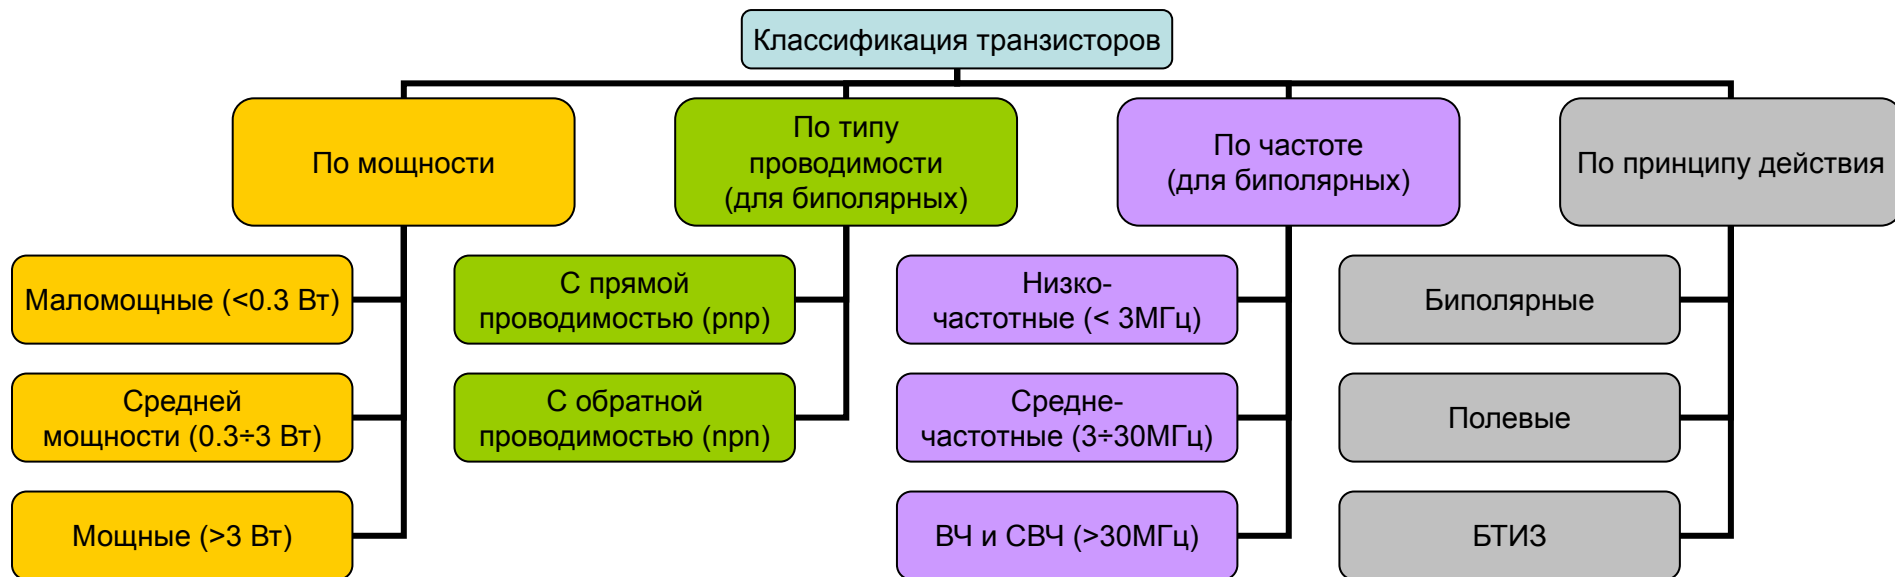 Классификация транзисторов
По мощности
По типу
проводимости
(для биполярных)
По частоте
(для биполярных)
По принципу действия
Маломощные (<0.3 Вт)
С прямой
проводимостью (pnp)
Низко-
частотные (< 3МГц)
Биполярные
Средней
мощности (0.3÷3 Вт)
С обратной
проводимостью (npn)
Средне-
частотные (3÷30МГц)
Полевые
Мощные (>3 Вт)
ВЧ и СВЧ (>30МГц)
БТИЗ